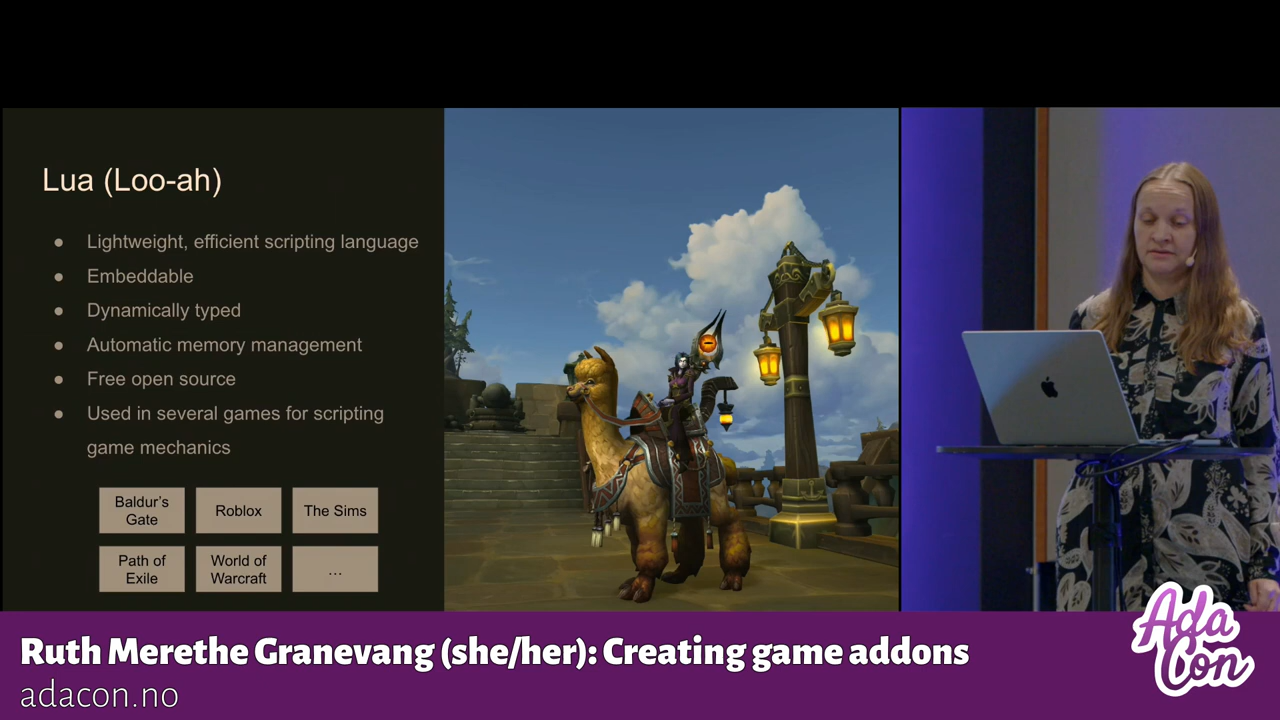 Lua (Loo-ah)
● Lightweight, efficient scripting language
● Embeddable
● Dynamically typed
● Automatic memory management
● Free open source
● Used in several games for scripting
game mechanics
Baldur's
Gate
Roblox
The Sims
Path of
Exile
World of
Warcraft
...
Ruth Merethe Granevang (she/her): Creating game addons
adacon.no
Ada
Con